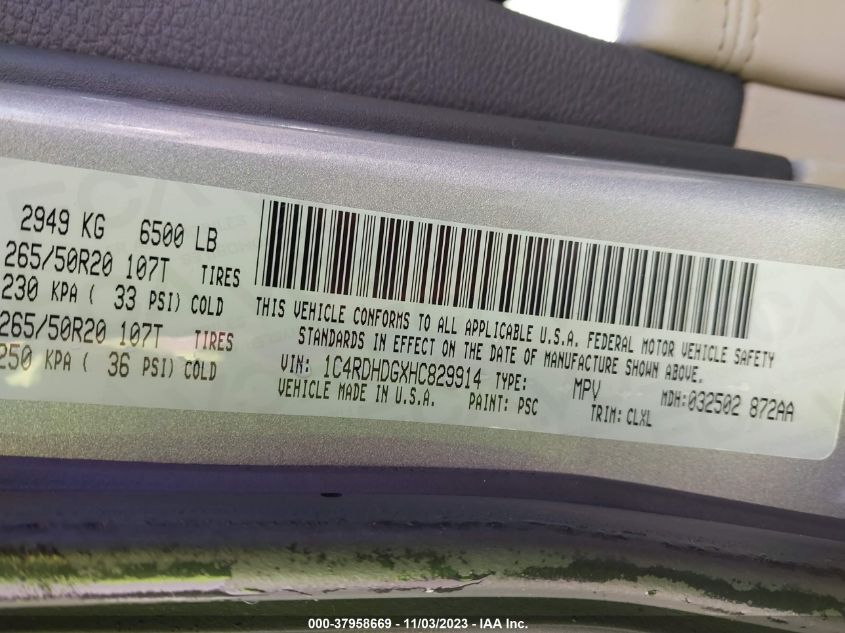 2949 KG 6500 LB
265/50R20 107T TIRES
230 KPA ( 33 PSI) COLD
265/50R20 107T TIRES
250 KPA ( 36 PSI) COLD
THIS VEHICLE CONFORMS TO ALL APPLICABLE U.S.A. FEDERAL MOTOR VEHICLE SAFETY
STANDARDS IN EFFECT ON THE DATE OF MANUFACTURE SHOWN ABOVE.
VIN: 1C4RDHDGXHC829914 TYPE: MPV MDH:032502 872AA
VEHICLE MADE IN U.S.A. PAINT: PSC TRIM: CLXL
000-37958669 - 11/03/2023 - IAA Inc.